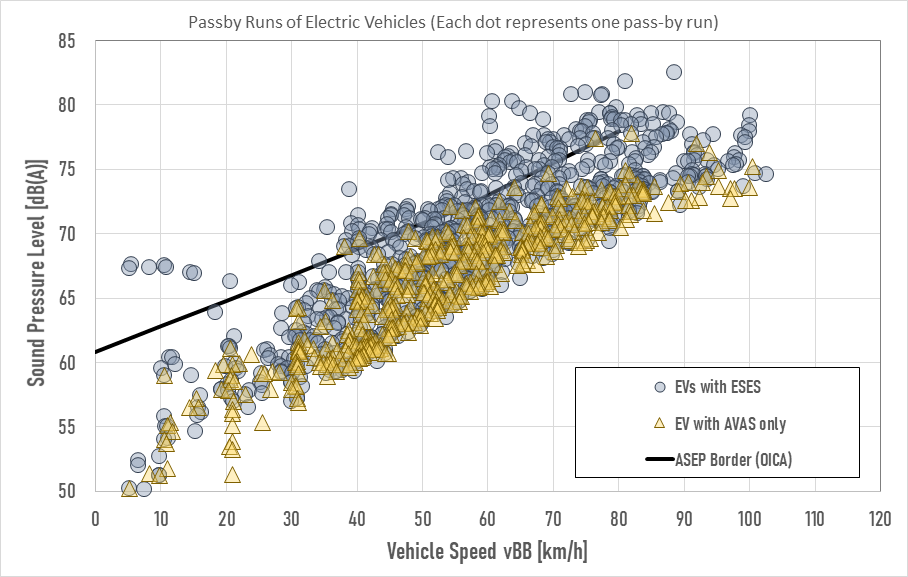 Passby Runs of Electric Vehicles (Each dot represents one pass-by run)
Sound Pressure Level [dB(A)]
85
80
75
70
65
60
55
50
EVs with ESES
EV with AVAS only
ASEP Border (OICA)
0 10 20 30 40 50 60 70 80 90 100 110 120
Vehicle Speed vBB [km/h]